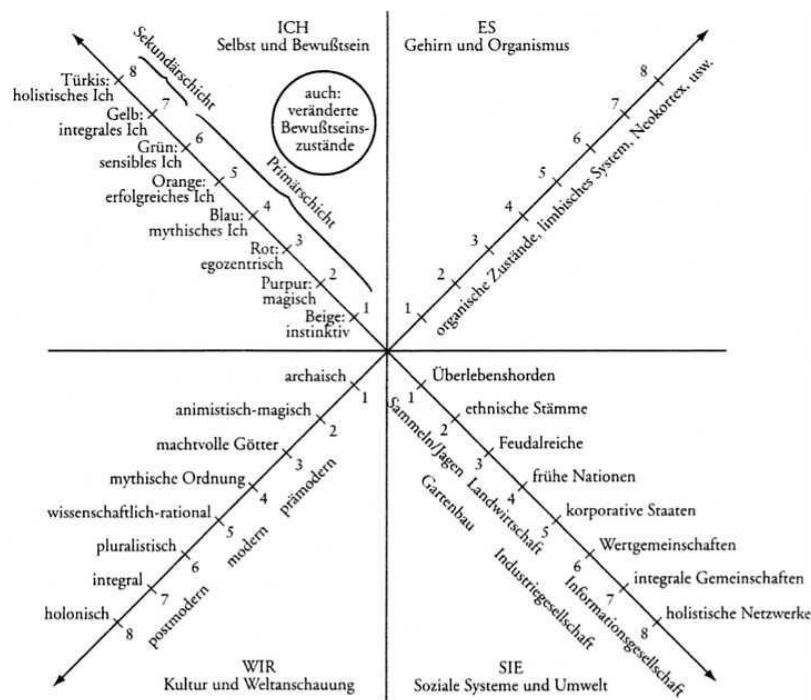 ICH
Selbst und Bewußtsein
ES
Gehirn und Organismus
Sekundärschicht
Primärschicht
auch:
veränderte
Bewußtseins-
zustände
8
Türkis:
holistisches Ich
7
Gelb:
integrales Ich
6
Grün:
sensibles Ich
5
Orange:
erfolgreiches Ich
4
Blau:
mythisches Ich
3
Rot:
egozentrisch
2
Purpur:
magisch
1
Beige:
instinktiv
8
7
6
5
4
3
2
1
organische Zustände, limbisches System, Neokortex, usw.
archaisch
1
animistisch-magisch
2
machtvolle Götter
3
mythische Ordnung
4
wissenschaftlich-rational
5
pluralistisch
6
integral
7
holonisch
8
prämodern
modern
postmodern
1
Überlebenshorden
2
ethnische Stämme
3
Feudalreiche
4
frühe Nationen
5
korporative Staaten
6
Wertgemeinschaften
7
integrale Gemeinschaften
8
holistische Netzwerke
Sammeln/Jagen
Gartenbau
Landwirtschaft
Industriegesellschaft
Informationsgesellschaft
WIR
Kultur und Weltanschauung
SIE
Soziale Systeme und Umwelt